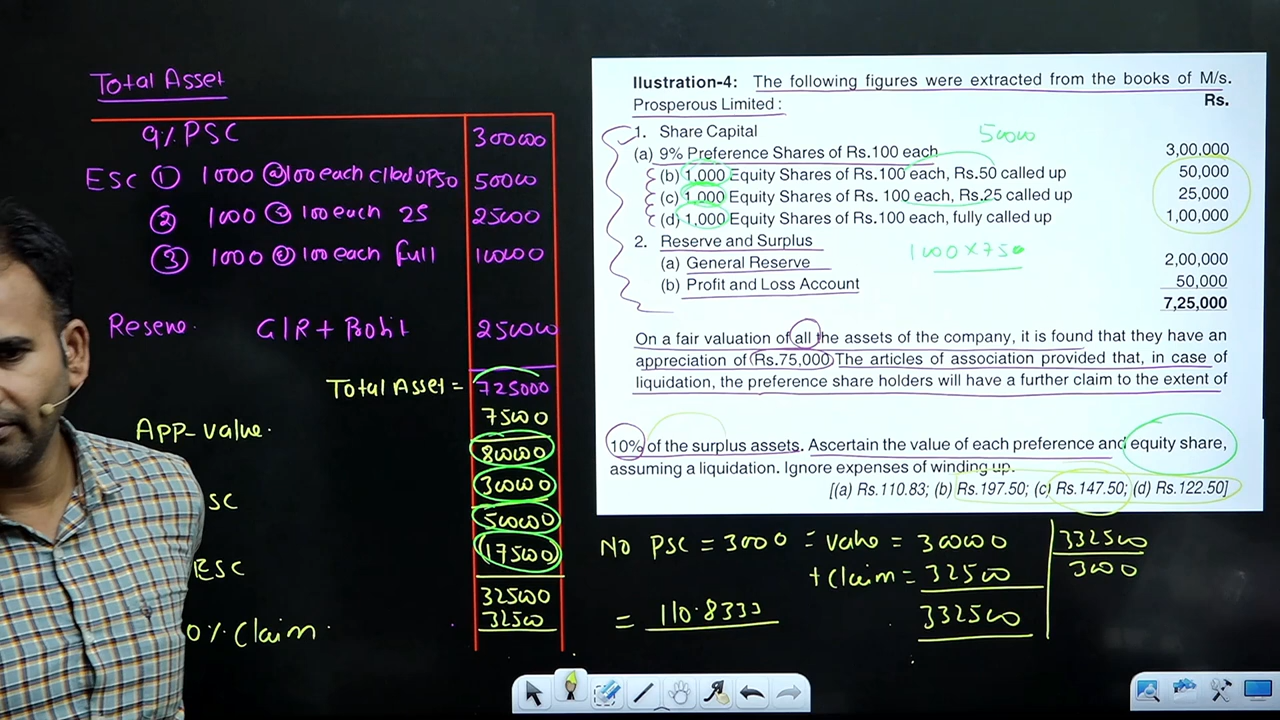 Total Asset
9% PSC 300000
ESC ① 1000 @100 each clled up50 50000
② 1000 @ 100 each 25 25000
③ 1000 @ 100 each full 100000
Resene. G/R + Profit 250000
Total Asset = 725000
75000
App-value.
800000
300000
SC
500000
175000
ESC
325000
32500
0% Claim
Ilustration-4: The following figures were extracted from the books of M/s.
Prosperous Limited :
Rs.
1. Share Capital
50000
(a) 9% Preference Shares of Rs.100 each 3,00,000
(b) 1,000 Equity Shares of Rs.100 each, Rs.50 called up 50,000
(c) 1,000 Equity Shares of Rs. 100 each, Rs.25 called up 25,000
(d) 1,000 Equity Shares of Rs.100 each, fully called up 1,00,000
2. Reserve and Surplus
1000 x 750
(a) General Reserve 2,00,000
(b) Profit and Loss Account 50,000
7,25,000
On a fair valuation of all the assets of the company, it is found that they have an
appreciation of Rs.75,000 The articles of association provided that, in case of
liquidation, the preference share holders will have a further claim to the extent of
10% of the surplus assets. Ascertain the value of each preference and equity share,
assuming a liquidation. Ignore expenses of winding up.
[(a) Rs.110.83; (b) Rs.197.50; (c) Rs.147.50; (d) Rs.122.50]
No PSC = 3000 = value = 300000
+ Claim = 32500
= 110.8333 332500
332500
3000